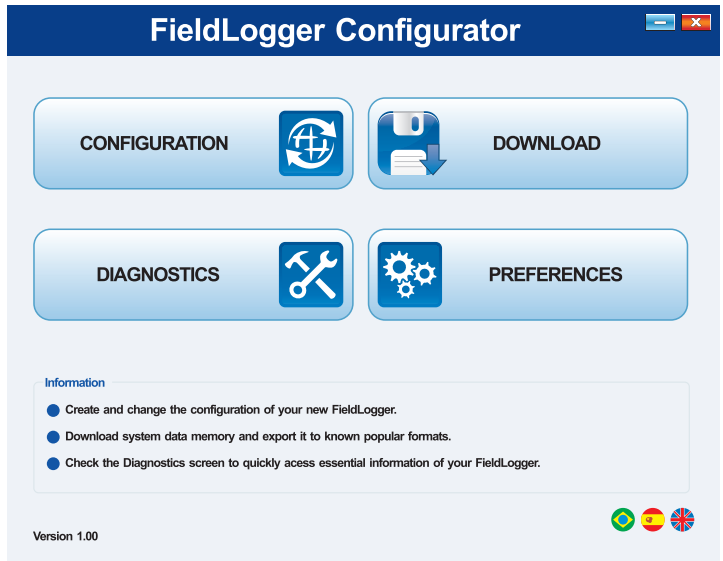 FieldLogger Configurator
CONFIGURATION
DOWNLOAD
DIAGNOSTICS
PREFERENCES
Information
Create and change the configuration of your new FieldLogger.
Download system data memory and export it to known popular formats.
Check the Diagnostics screen to quickly acess essential information of your FieldLogger.
Version 1.00